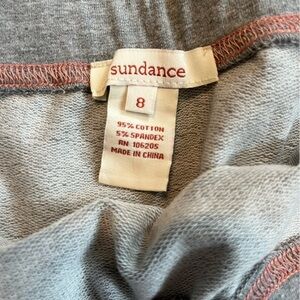 sundance
8
95% COTTON
5% SPANDEX
RN 106205
MADE IN CHINA